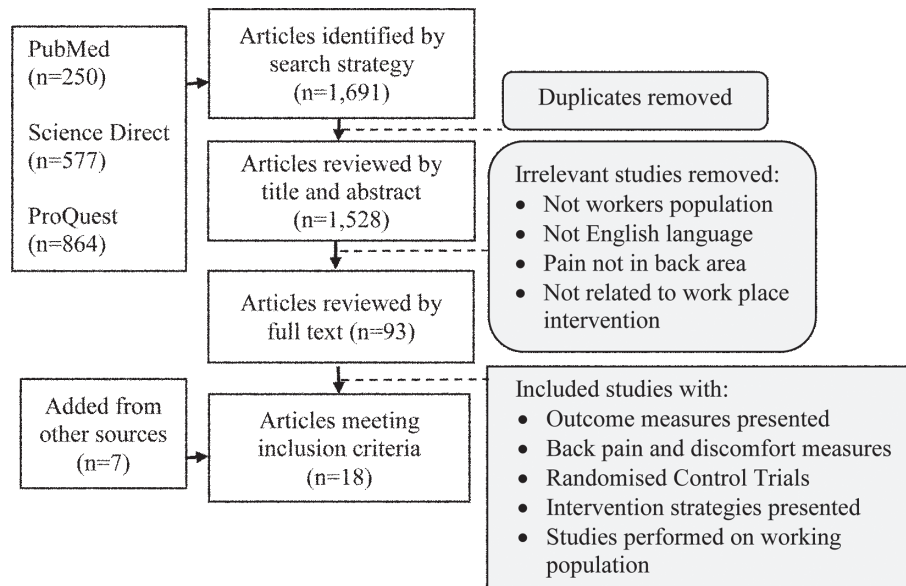 PubMed
(n=250)
Science Direct
(n=577)
ProQuest
(n=864)
Articles identified by
search strategy
(n=1,691)
Duplicates removed
Articles reviewed by
title and abstract
(n=1,528)
Irrelevant studies removed:
• Not workers population
• Not English language
• Pain not in back area
• Not related to work place
intervention
Articles reviewed by
full text (n=93)
Added from
other sources
(n=7)
Articles meeting
inclusion criteria
(n=18)
Included studies with:
• Outcome measures presented
• Back pain and discomfort measures
• Randomised Control Trials
• Intervention strategies presented
• Studies performed on working
population